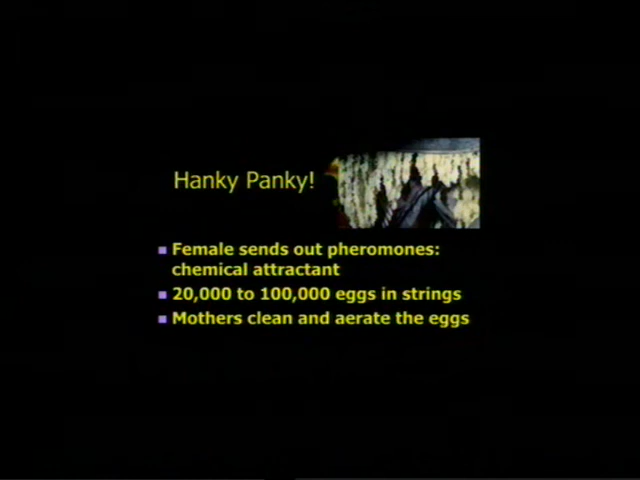 Hanky Panky!
Female sends out pheromones:
chemical attractant
20,000 to 100,000 eggs in strings
Mothers clean and aerate the eggs